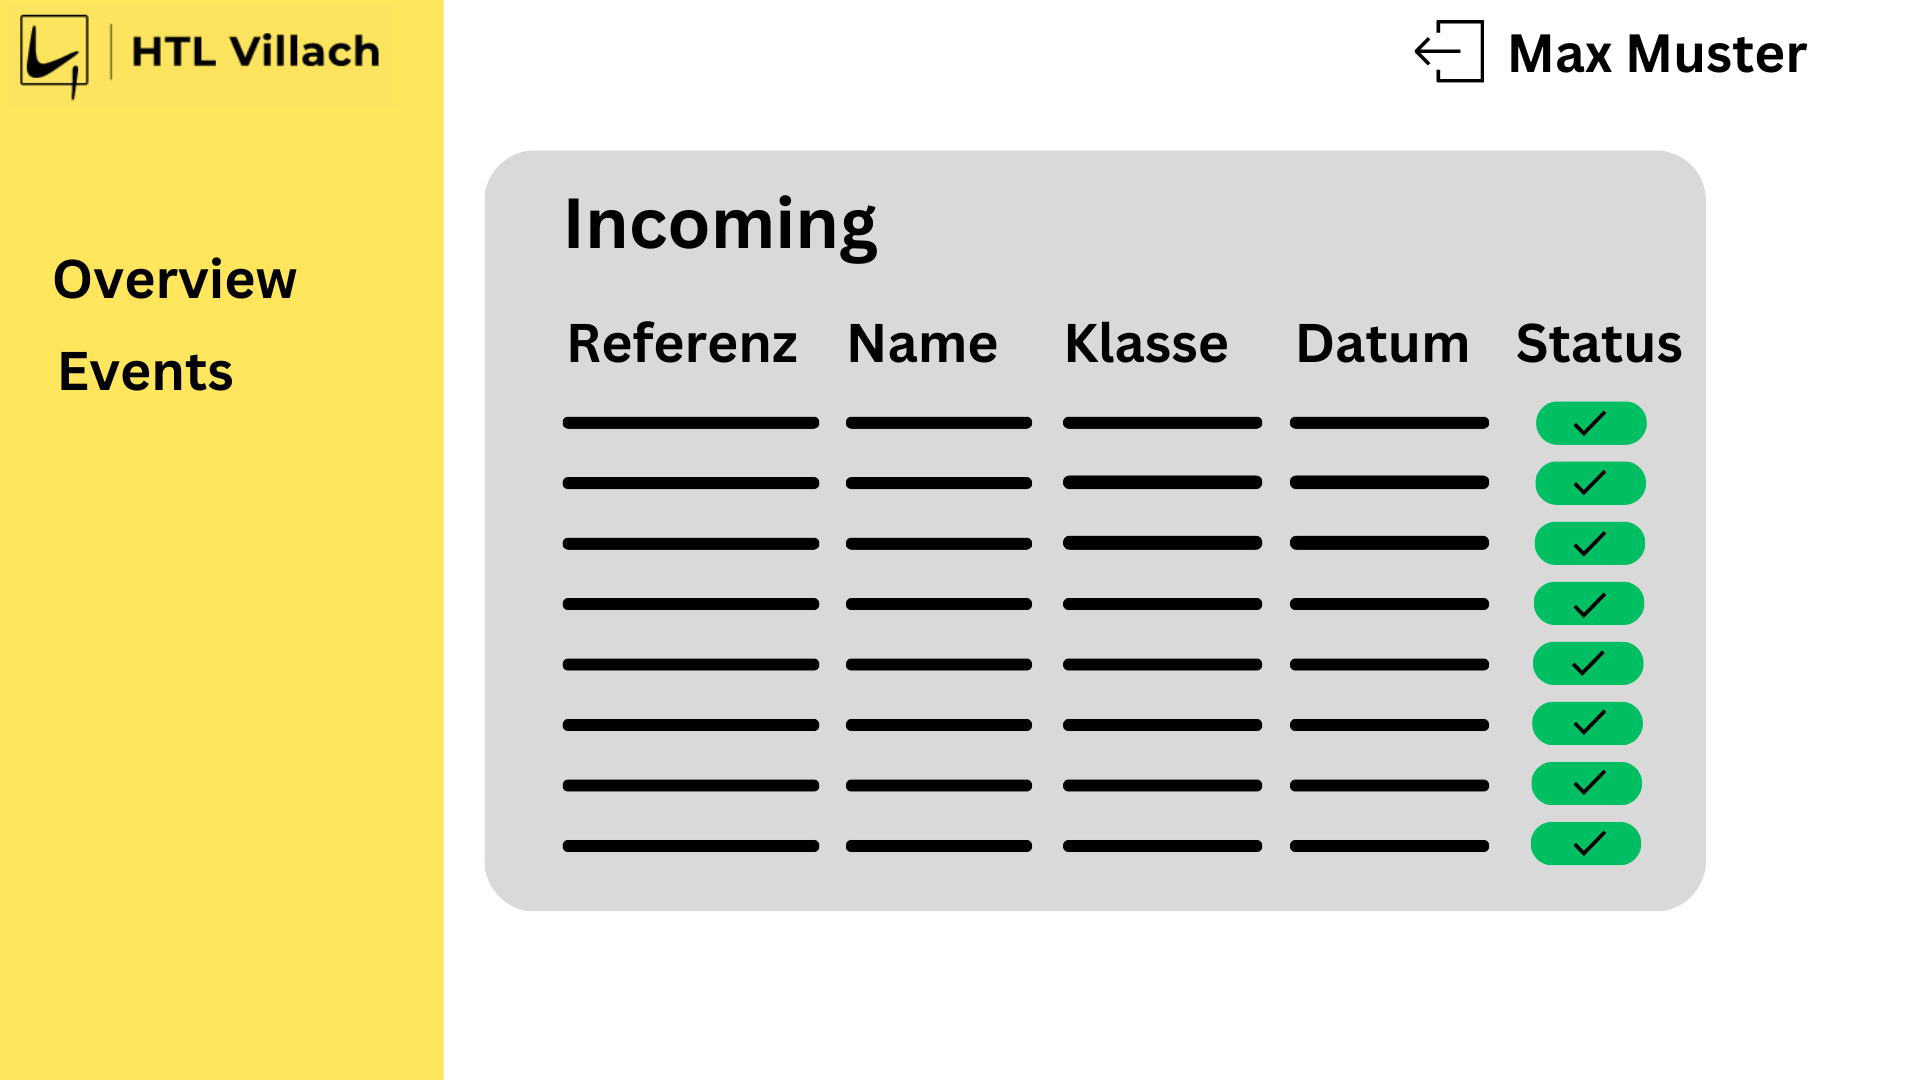 HTL Villach
Max Muster
Overview
Events
Incoming
Referenz Name Klasse Datum Status